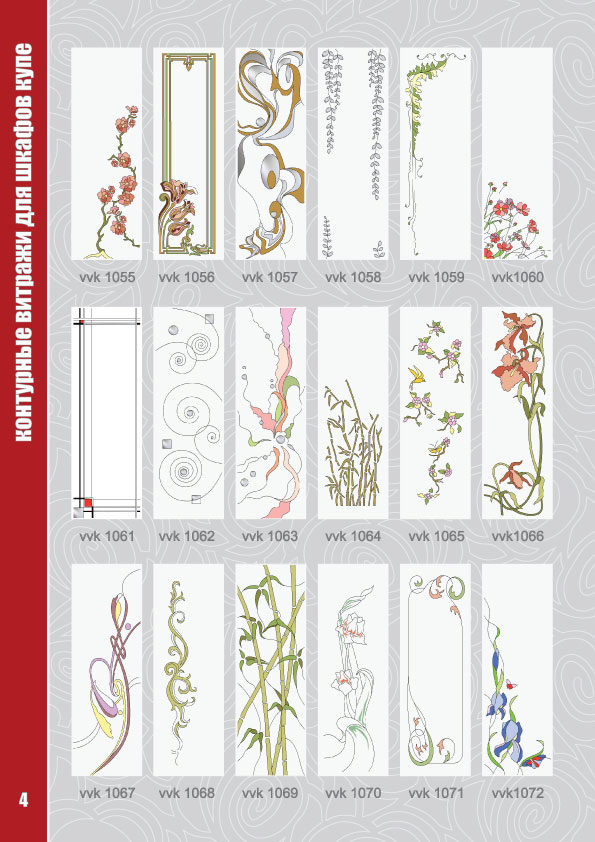 контурные витражи для шкафов купе
vvk 1055 vvk 1056 vvk 1057 vvk 1058 vvk 1059 vvk1060
vvk 1061 vvk 1062 vvk 1063 vvk 1064 vvk 1065 vvk1066
vvk 1067 vvk 1068 vvk 1069 vvk 1070 vvk 1071 vvk1072
4